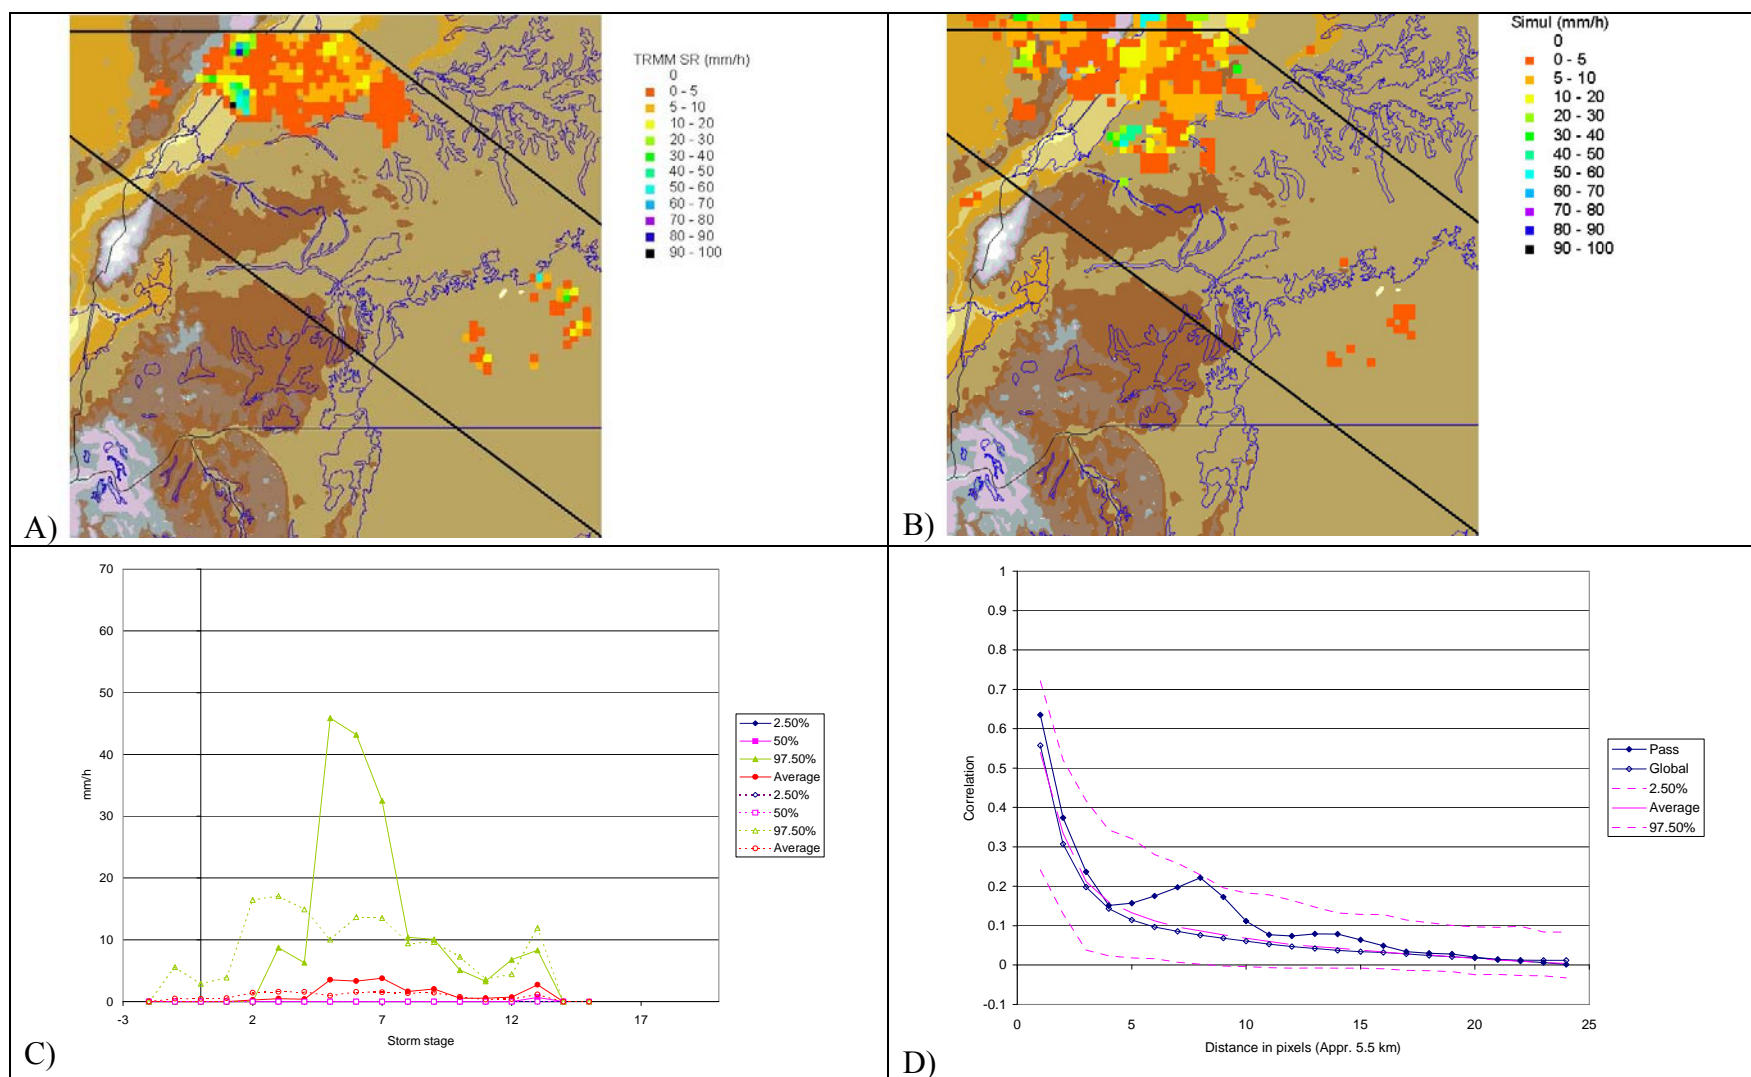 TRMM SR (mm/h)
0
0 - 5
5 - 10
10 - 20
20 - 30
30 - 40
40 - 50
50 - 60
60 - 70
70 - 80
80 - 90
90 - 100
A)
Simul (mm/h)
0
0 - 5
5 - 10
10 - 20
20 - 30
30 - 40
40 - 50
50 - 60
60 - 70
70 - 80
80 - 90
90 - 100
B)
70
60
50
40
30
20
10
0
mm/h
-3
2
7
12
17
Storm stage
2.50%
50%
97.50%
Average
2.50%
50%
97.50%
Average
C)
1
0.9
0.8
0.7
0.6
0.5
0.4
0.3
0.2
0.1
0
-0.1
Correlation
0
5
10
15
20
25
Distance in pixels (Appr. 5.5 km)
Pass
Global
2.50%
Average
97.50%
D)